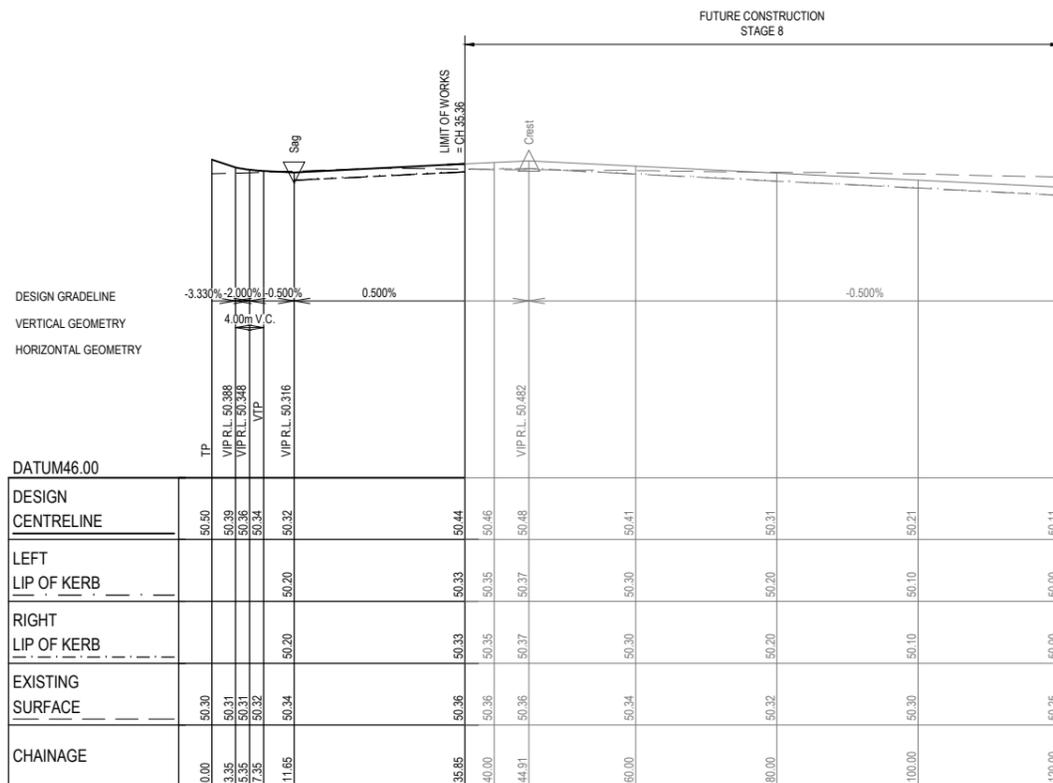 FUTURE CONSTRUCTION
STAGE 8
LIMIT OF WORKS
= CH 35.36
Sag
Crest
DESIGN GRADELINE
-3.330% -2.000% -0.500% 0.500% -0.500%
VERTICAL GEOMETRY
4.00m V.C.
HORIZONTAL GEOMETRY
TP
VIP R.L. 50.388
VIP R.L. 50.348
VTP
VIP R.L. 50.316
VIP R.L. 50.482
DATUM46.00
DESIGN
CENTRELINE
50.50 50.39 50.36 50.34 50.32 50.44 50.46 50.48 50.41 50.31 50.21 50.11
LEFT
LIP OF KERB
50.20 50.33 50.35 50.37 50.30 50.20 50.10 50.00
RIGHT
LIP OF KERB
50.20 50.33 50.35 50.37 50.30 50.20 50.10 50.00
EXISTING
SURFACE
50.30 50.31 50.31 50.32 50.34 50.36 50.36 50.36 50.34 50.32 50.30
CHAINAGE
0.00 3.35 5.35 7.35 11.65 35.85 40.00 44.91 60.00 80.00 100.00